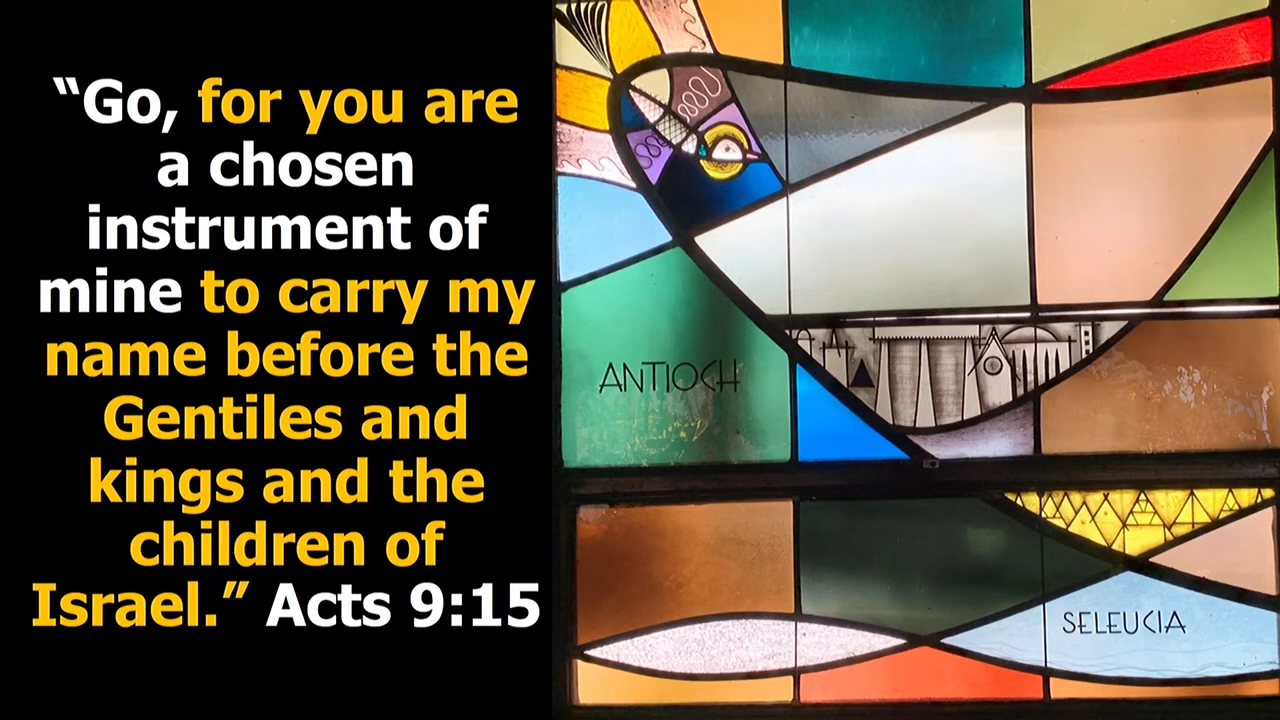 “Go, for you are
a chosen
instrument of
mine to carry my
name before the
Gentiles and
kings and the
children of
Israel.” Acts 9:15
ANTIOCH
SELEUCIA